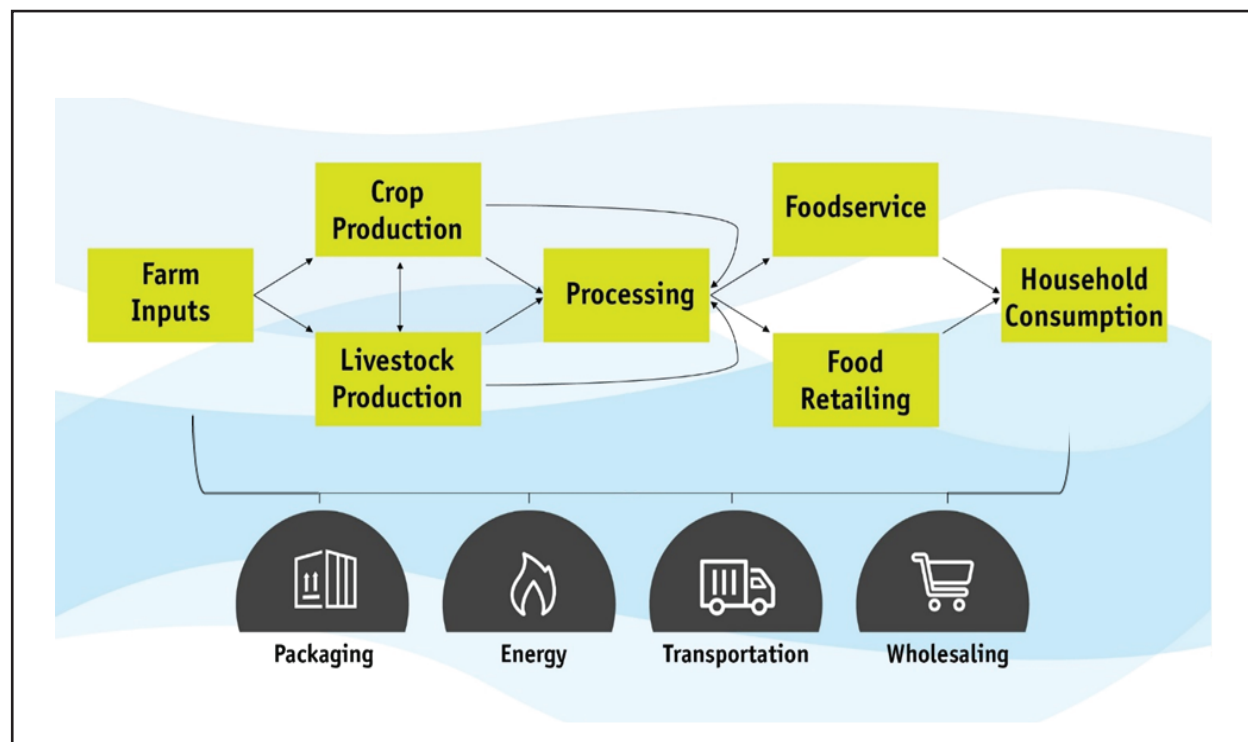 Crop
Production
Foodservice
Farm
Inputs
Processing
Household
Consumption
Livestock
Production
Food
Retailing
Packaging
Energy
Transportation
Wholesaling